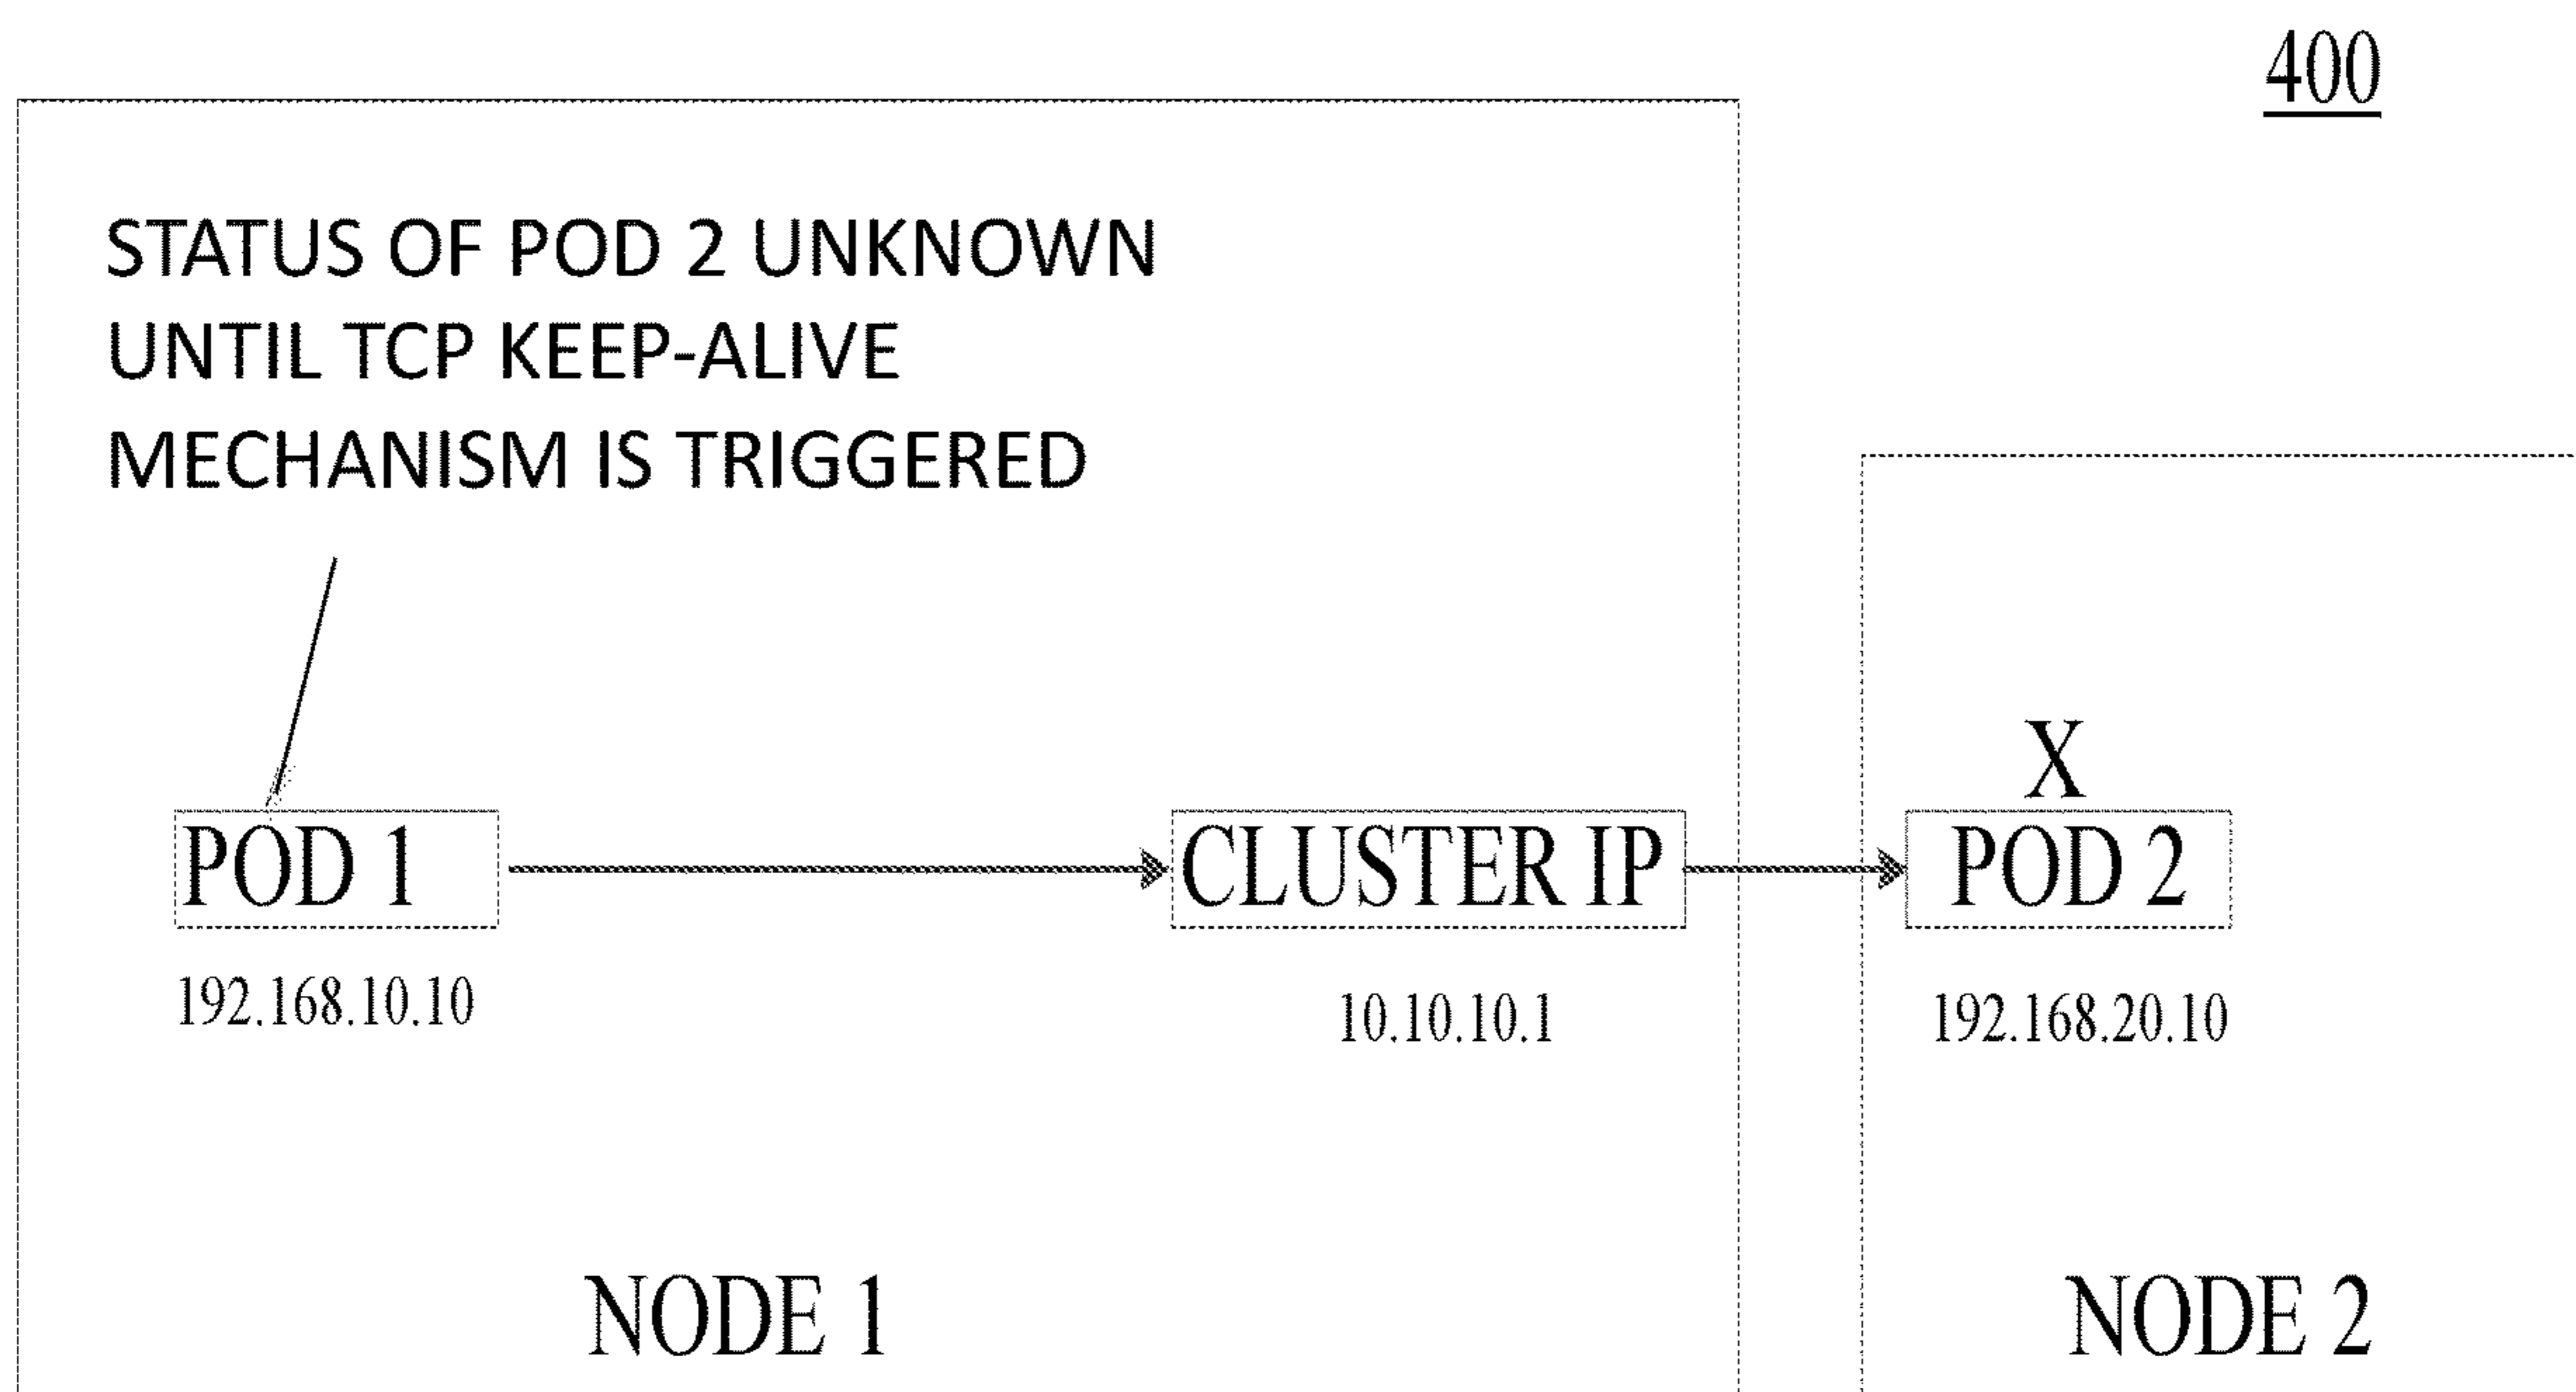 400
STATUS OF POD 2 UNKNOWN
UNTIL TCP KEEP-ALIVE
MECHANISM IS TRIGGERED
X
POD 1
CLUSTER IP
POD 2
192.168.10.10
10.10.10.1
192.168.20.10
NODE 1
NODE 2